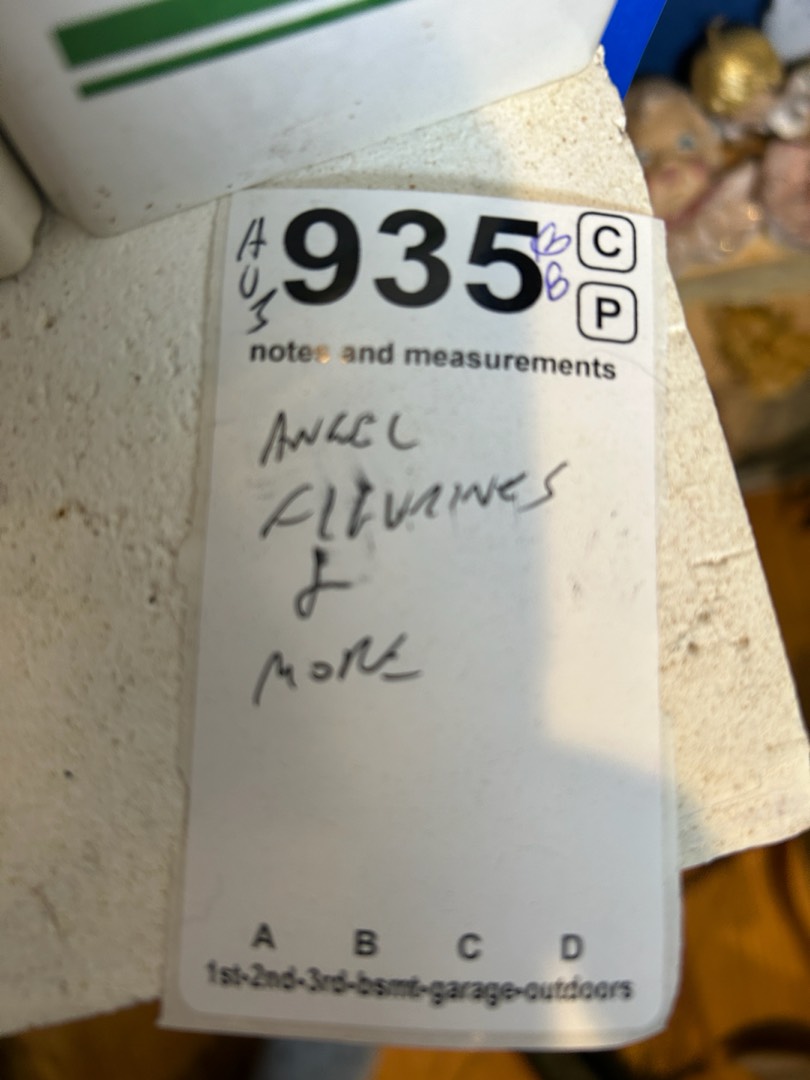 935
C
P
notes and measurements
ANGEL
FIGURINES
&
MORE
A B C D
1st-2nd-3rd-bsmt-garage-outdoors